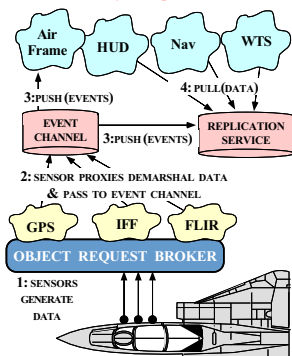 Air
Frame
HUD
Nav
WTS
4: PULL(DATA)
3:PUSH (EVENTS)
EVENT
CHANNEL
3:PUSH (EVENTS)
REPLICATION
SERVICE
2: SENSOR PROXIES DEMARSHAL DATA
& PASS TO EVENT CHANNEL
GPS
IFF
FLIR
OBJECT REQUEST BROKER
1: SENSORS
GENERATE
DATA